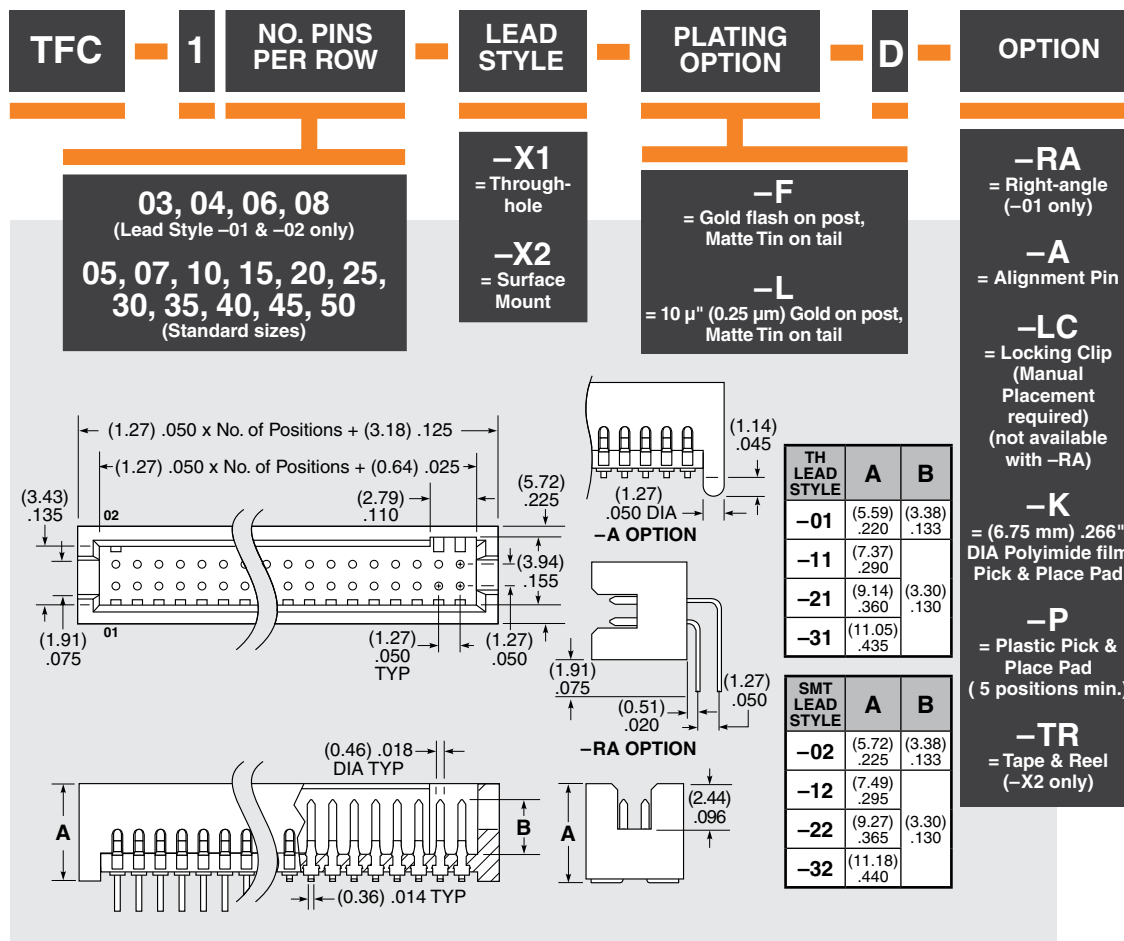 TFC
1
NO. PINS
PER ROW
LEAD
STYLE
PLATING
OPTION
D
OPTION
03, 04, 06, 08
(Lead Style –01 & –02 only)
05, 07, 10, 15, 20, 25,
30, 35, 40, 45, 50
(Standard sizes)
–X1
= Through-
hole
–X2
= Surface
Mount
–F
= Gold flash on post,
Matte Tin on tail
–L
= 10 µ" (0.25 µm) Gold on post,
Matte Tin on tail
–RA
= Right-angle
(–01 only)
–A
= Alignment Pin
–LC
= Locking Clip
(Manual
Placement
required)
(not available
with –RA)
–K
= (6.75 mm) .266"
DIA Polyimide film
Pick & Place Pad
–P
= Plastic Pick &
Place Pad
( 5 positions min.)
–TR
= Tape & Reel
(–X2 only)
(1.27) .050 x No. of Positions + (3.18) .125
(1.27) .050 x No. of Positions + (0.64) .025
(3.43)
.135
02
(2.79)
.110
(5.72)
.225
(3.94)
.155
01
(1.91)
.075
(1.27)
.050
TYP
(1.27)
.050
(1.14)
.045
(1.27)
.050 DIA
–A OPTION
(1.91)
.075
(0.51)
.020
(1.27)
.050
–RA OPTION
TH
LEAD
STYLE
A
B
–01
(5.59)
.220
(3.38)
.133
–11
(7.37)
.290
–21
(9.14)
.360
(3.30)
.130
–31
(11.05)
.435
SMT
LEAD
STYLE
A
B
–02
(5.72)
.225
(3.38)
.133
–12
(7.49)
.295
–22
(9.27)
.365
(3.30)
.130
–32
(11.18)
.440
(0.46) .018
DIA TYP
A
B
(0.36) .014 TYP
A
(2.44)
.096